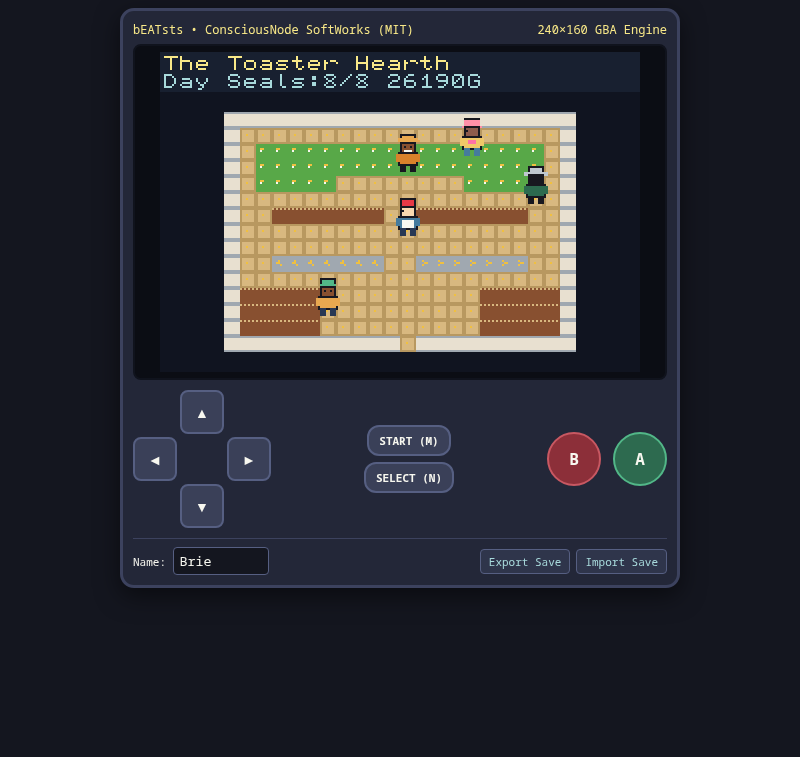 bEATsts • ConsciousNode SoftWorks (MIT)
240×160 GBA Engine
The Toaster Hearth
Day Seals:8/8 26190G
▲
◄ ►
▼
START (M)
SELECT (N)
B A
Name: Brie
Export Save
Import Save